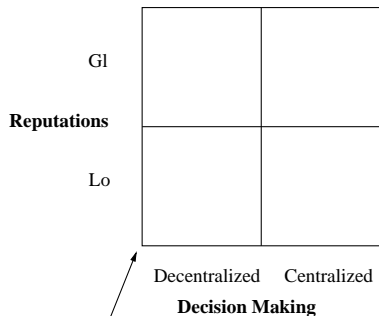 Gl
Reputations
Lo
Decentralized Centralized
Decision Making